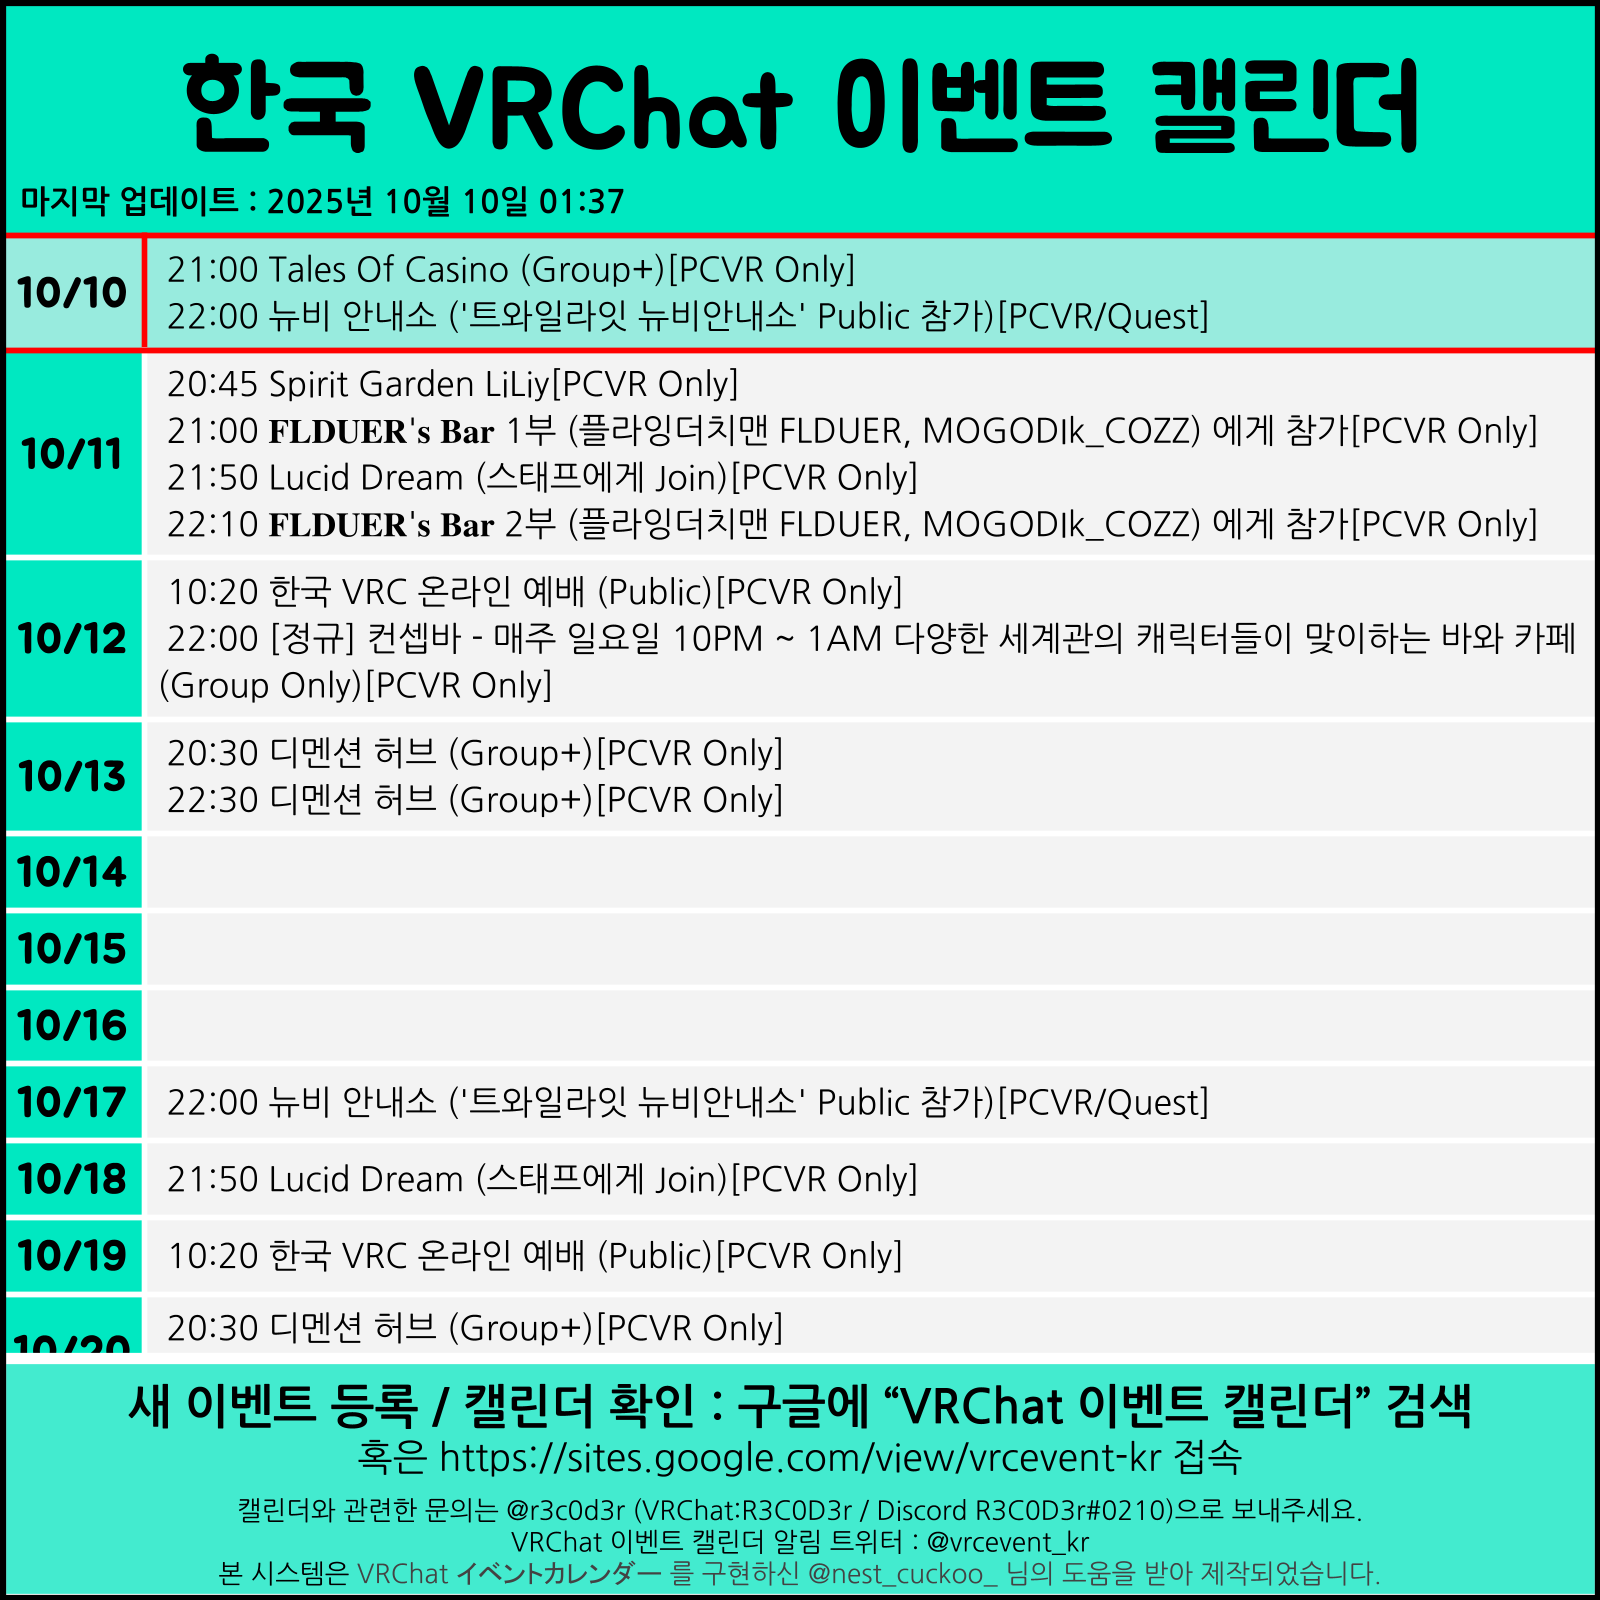 한국 VRChat 이벤트 캘린더
마지막 업데이트 : 2025년 10월 10일 01:37
10/10
21:00 Tales Of Casino (Group+)[PCVR Only]
22:00 뉴비 안내소 ('트와일라잇 뉴비안내소' Public 참가)[PCVR/Quest]
10/11
20:45 Spirit Garden LiLiy[PCVR Only]
21:00 𝐅𝐋𝐃𝐔𝐄𝐑'𝐬 𝐁𝐚𝐫 1부 (플라잉더치맨 FLDUER, MOGODIk_COZZ) 에게 참가[PCVR Only]
21:50 Lucid Dream (스태프에게 Join)[PCVR Only]
22:10 𝐅𝐋𝐃𝐔𝐄𝐑'𝐬 𝐁𝐚𝐫 2부 (플라잉더치맨 FLDUER, MOGODIk_COZZ) 에게 참가[PCVR Only]
10/12
10:20 한국 VRC 온라인 예배 (Public)[PCVR Only]
22:00 [정규] 컨셉바 - 매주 일요일 10PM ~ 1AM 다양한 세계관의 캐릭터들이 맞이하는 바와 카페
(Group Only)[PCVR Only]
10/13
20:30 디멘션 허브 (Group+)[PCVR Only]
22:30 디멘션 허브 (Group+)[PCVR Only]
10/14
10/15
10/16
10/17
22:00 뉴비 안내소 ('트와일라잇 뉴비안내소' Public 참가)[PCVR/Quest]
10/18
21:50 Lucid Dream (스태프에게 Join)[PCVR Only]
10/19
10:20 한국 VRC 온라인 예배 (Public)[PCVR Only]
10/20
20:30 디멘션 허브 (Group+)[PCVR Only]
새 이벤트 등록 / 캘린더 확인 : 구글에 “VRChat 이벤트 캘린더” 검색
혹은 https://sites.google.com/view/vrcevent-kr 접속
캘린더와 관련한 문의는 @r3c0d3r (VRChat:R3C0D3r / Discord R3C0D3r#0210)으로 보내주세요.
VRChat 이벤트 캘린더 알림 트위터 : @vrcevent_kr
본 시스템은 VRChat イベントカレンダー 를 구현하신 @nest_cuckoo_ 님의 도움을 받아 제작되었습니다.